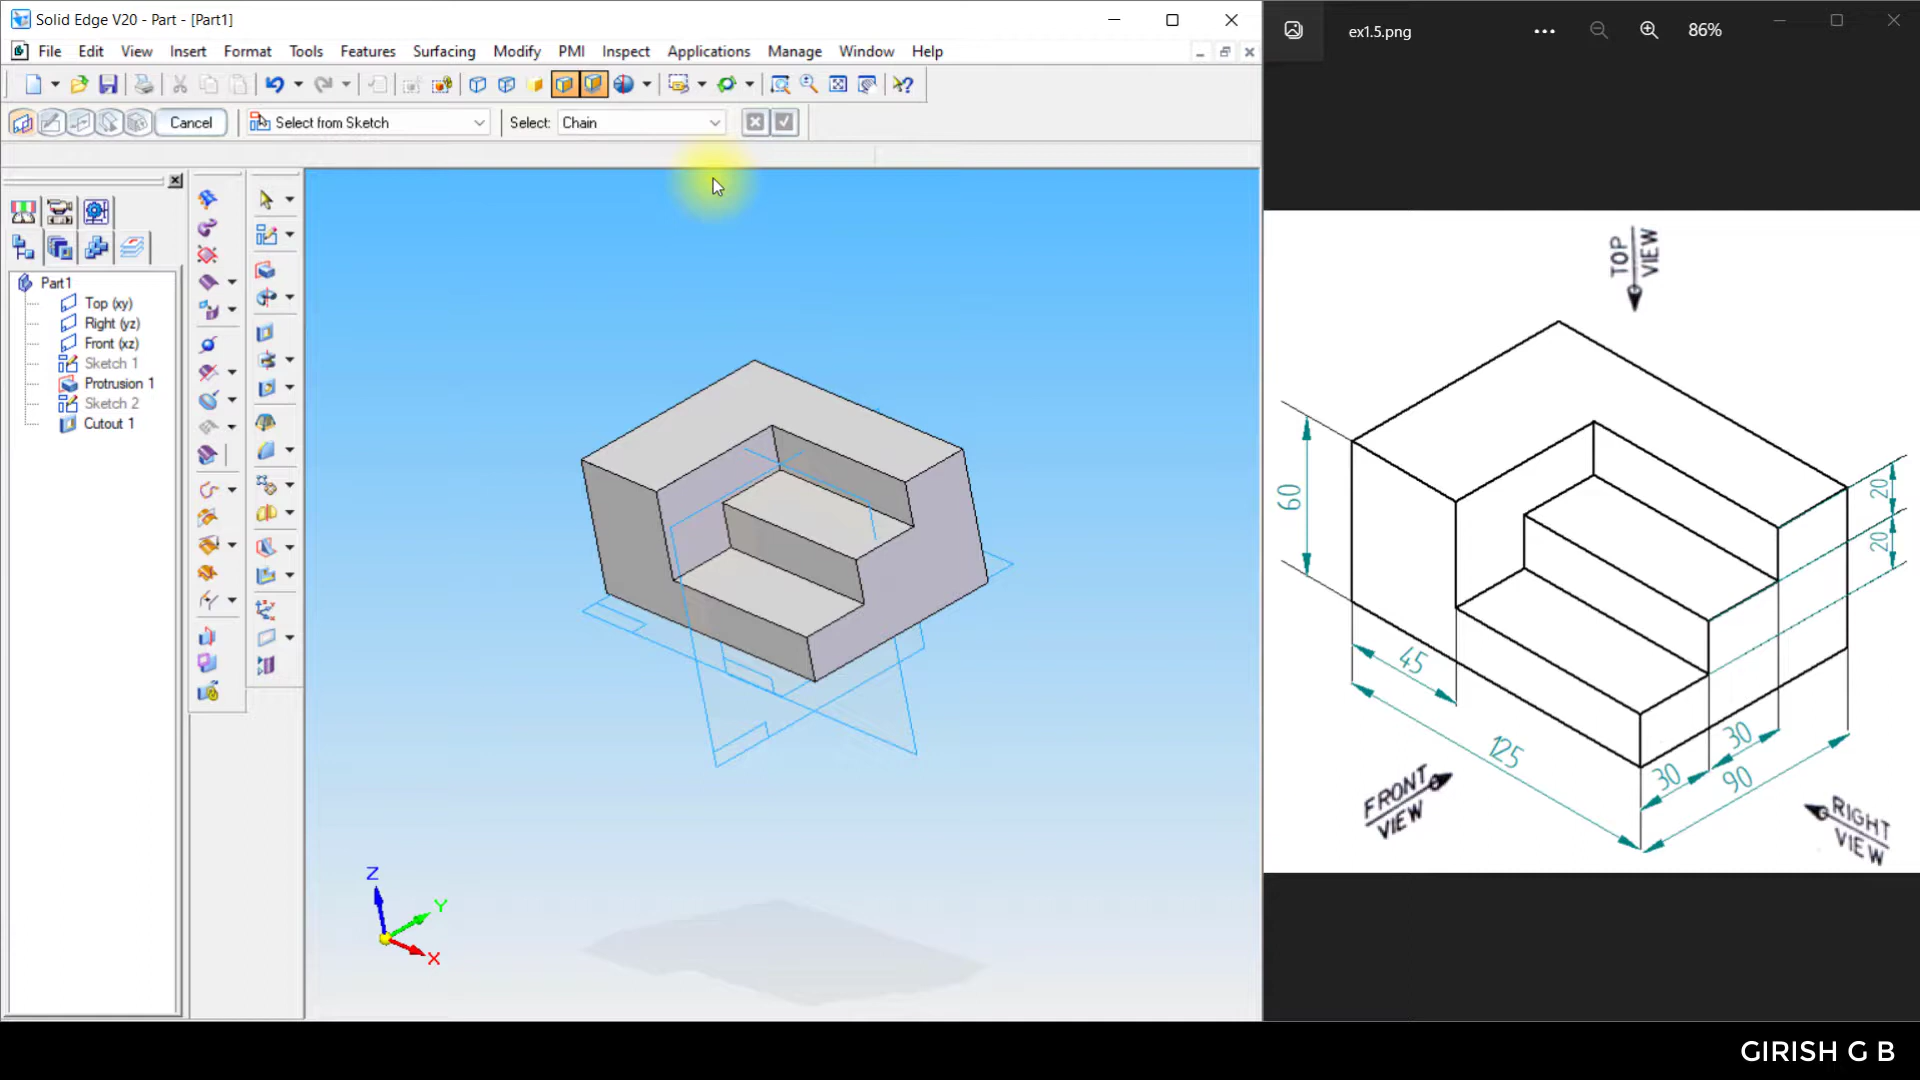 Solid Edge V20 - Part - [Part1]
File Edit View Insert Format Tools Features Surfacing Modify PMI Inspect Applications Manage Window Help
Cancel Select from Sketch Select: Chain
Part1
Top (xy)
Right (yz)
Front (xz)
Sketch 1
Protrusion 1
Sketch 2
Cutout 1
Z
Y
X
ex1.5.png
86%
TOP
VIEW
60
20
20
45
125
30
30
90
FRONT
VIEW
RIGHT
VIEW
GIRISH G B